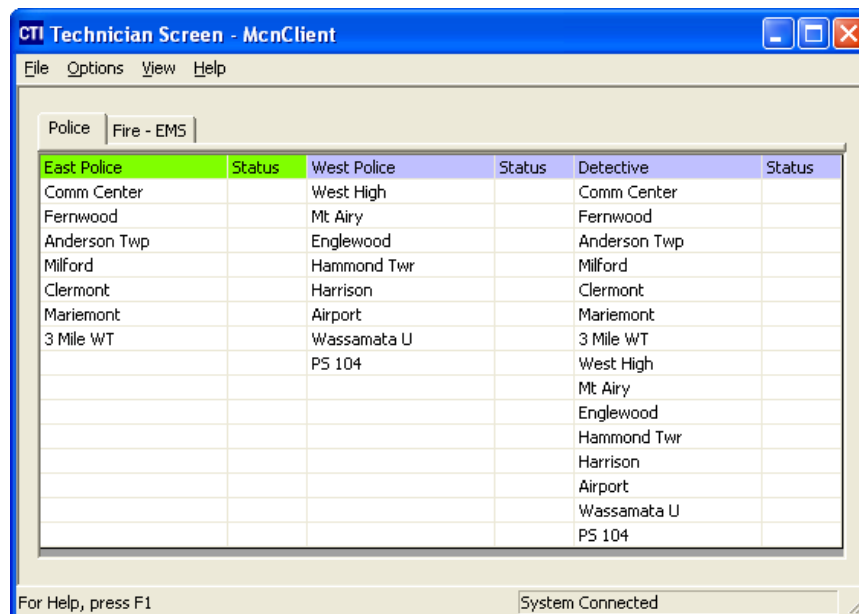 CTI Technician Screen - McnClient
File Options View Help
Police Fire - EMS
East Police Status West Police Status Detective Status
Comm Center West High Comm Center
Fernwood Mt Airy Fernwood
Anderson Twp Englewood Anderson Twp
Milford Hammond Twr Milford
Clermont Harrison Clermont
Mariemont Airport Mariemont
3 Mile WT Wassamata U 3 Mile WT
PS 104 West High
Mt Airy
Englewood
Hammond Twr
Harrison
Airport
Wassamata U
PS 104
For Help, press F1 System Connected